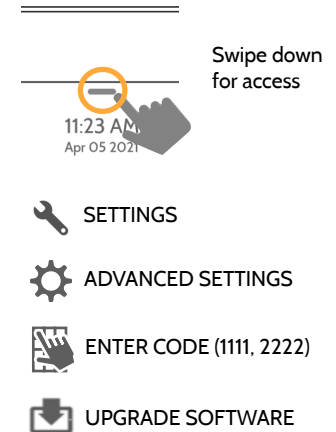 Swipe down
for access
11:23 AM
Apr 05 2021
SETTINGS
ADVANCED SETTINGS
ENTER CODE (1111, 2222)
UPGRADE SOFTWARE